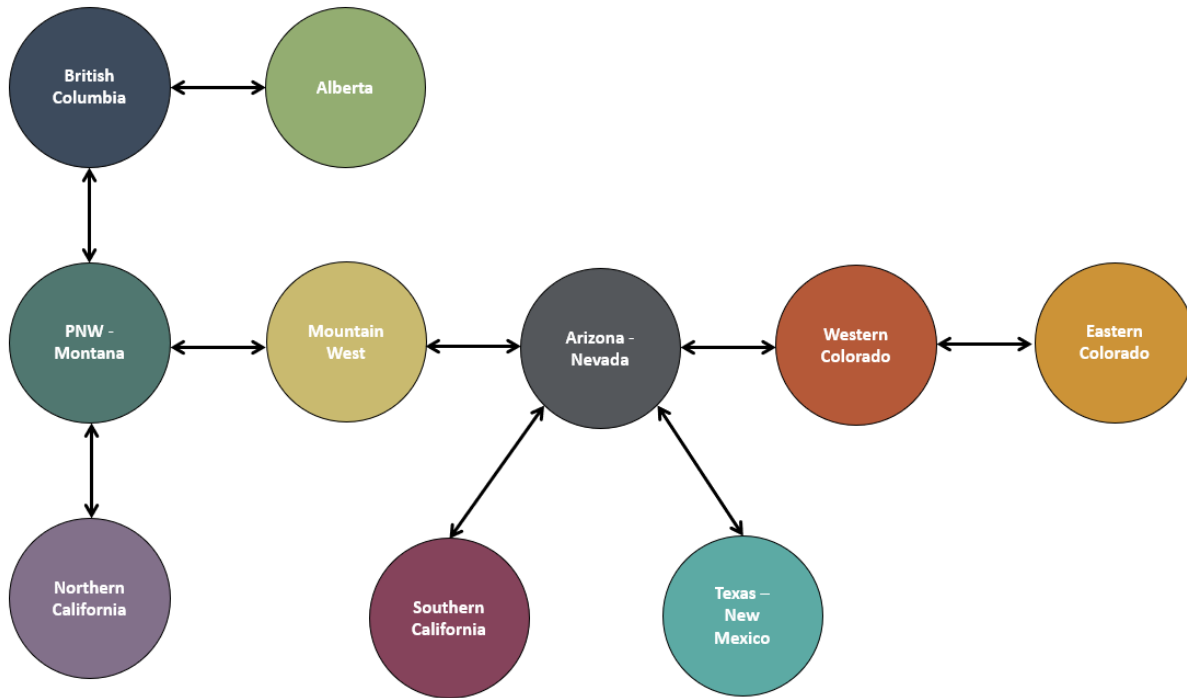 British
Columbia
Alberta
PNW -
Montana
Mountain
West
Arizona -
Nevada
Western
Colorado
Eastern
Colorado
Northern
California
Southern
California
Texas –
New
Mexico